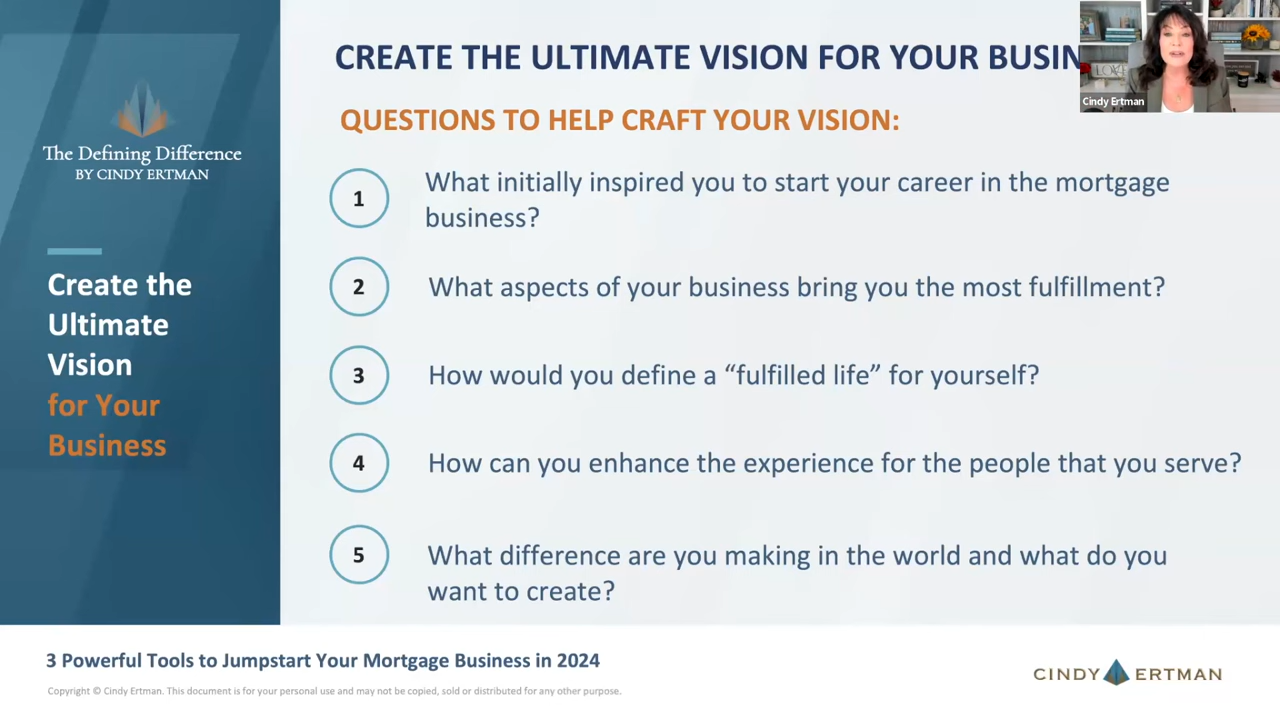 CREATE THE ULTIMATE VISION FOR YOUR BUSIN
Cindy Ertman
QUESTIONS TO HELP CRAFT YOUR VISION:
The Defining Difference
BY CINDY ERTMAN
Create the
Ultimate
Vision
for Your
Business
1
What initially inspired you to start your career in the mortgage
business?
2
What aspects of your business bring you the most fulfillment?
3
How would you define a “fulfilled life” for yourself?
4
How can you enhance the experience for the people that you serve?
5
What difference are you making in the world and what do you
want to create?
3 Powerful Tools to Jumpstart Your Mortgage Business in 2024
Copyright © Cindy Ertman. This document is for your personal use and may not be copied, sold or distributed for any other purpose.
CINDY ERTMAN